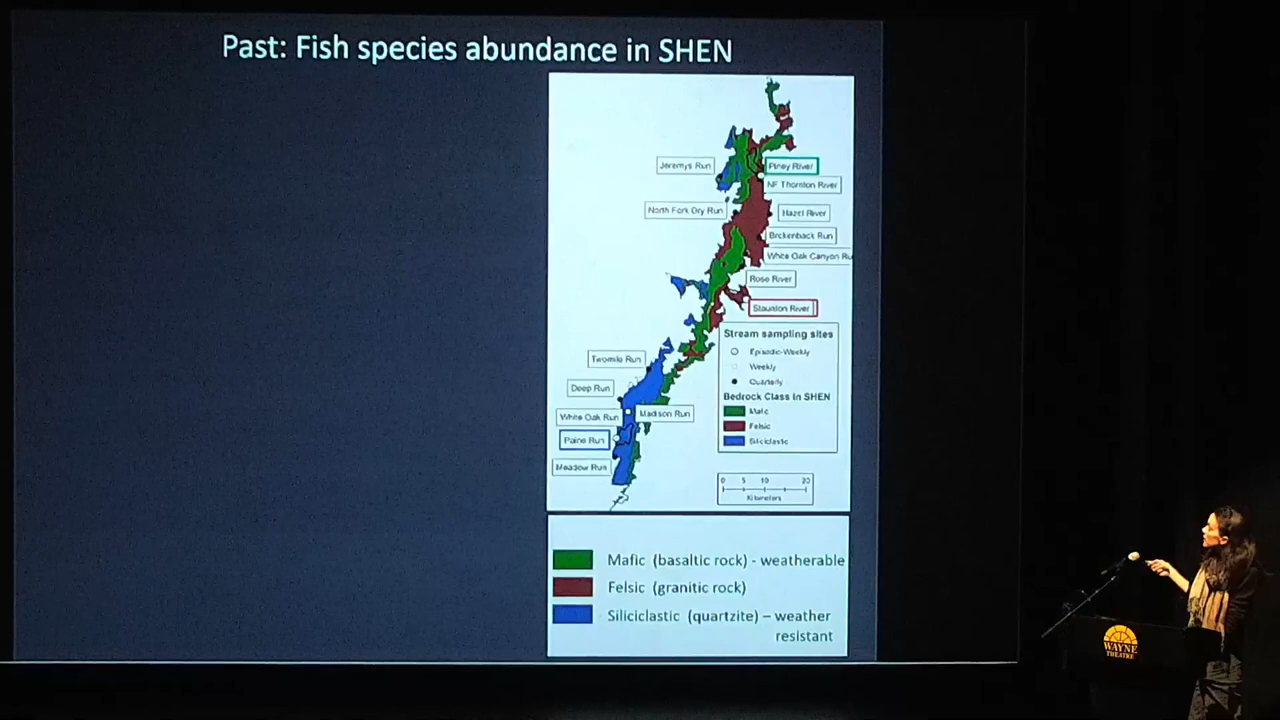 Past: Fish species abundance in SHEN
Jeremys Run
Piney River
NF Thornton River
North Fork Dry Run
Hazel River
Brokenback Run
White Oak Canyon Ru
Rose River
Staunton River
Stream sampling sites
Episodic-Weekly
Weekly
Quarterly
Bedrock Class in SHEN
Mafic
Felsic
Siliciclastic
Twomile Run
Deep Run
White Oak Run
Madison Run
Paine Run
Meadow Run
0 5 10 20
Kilometers
Mafic (basaltic rock) - weatherable
Felsic (granitic rock)
Siliciclastic (quartzite) – weather
resistant
WAYNE
THEATRE